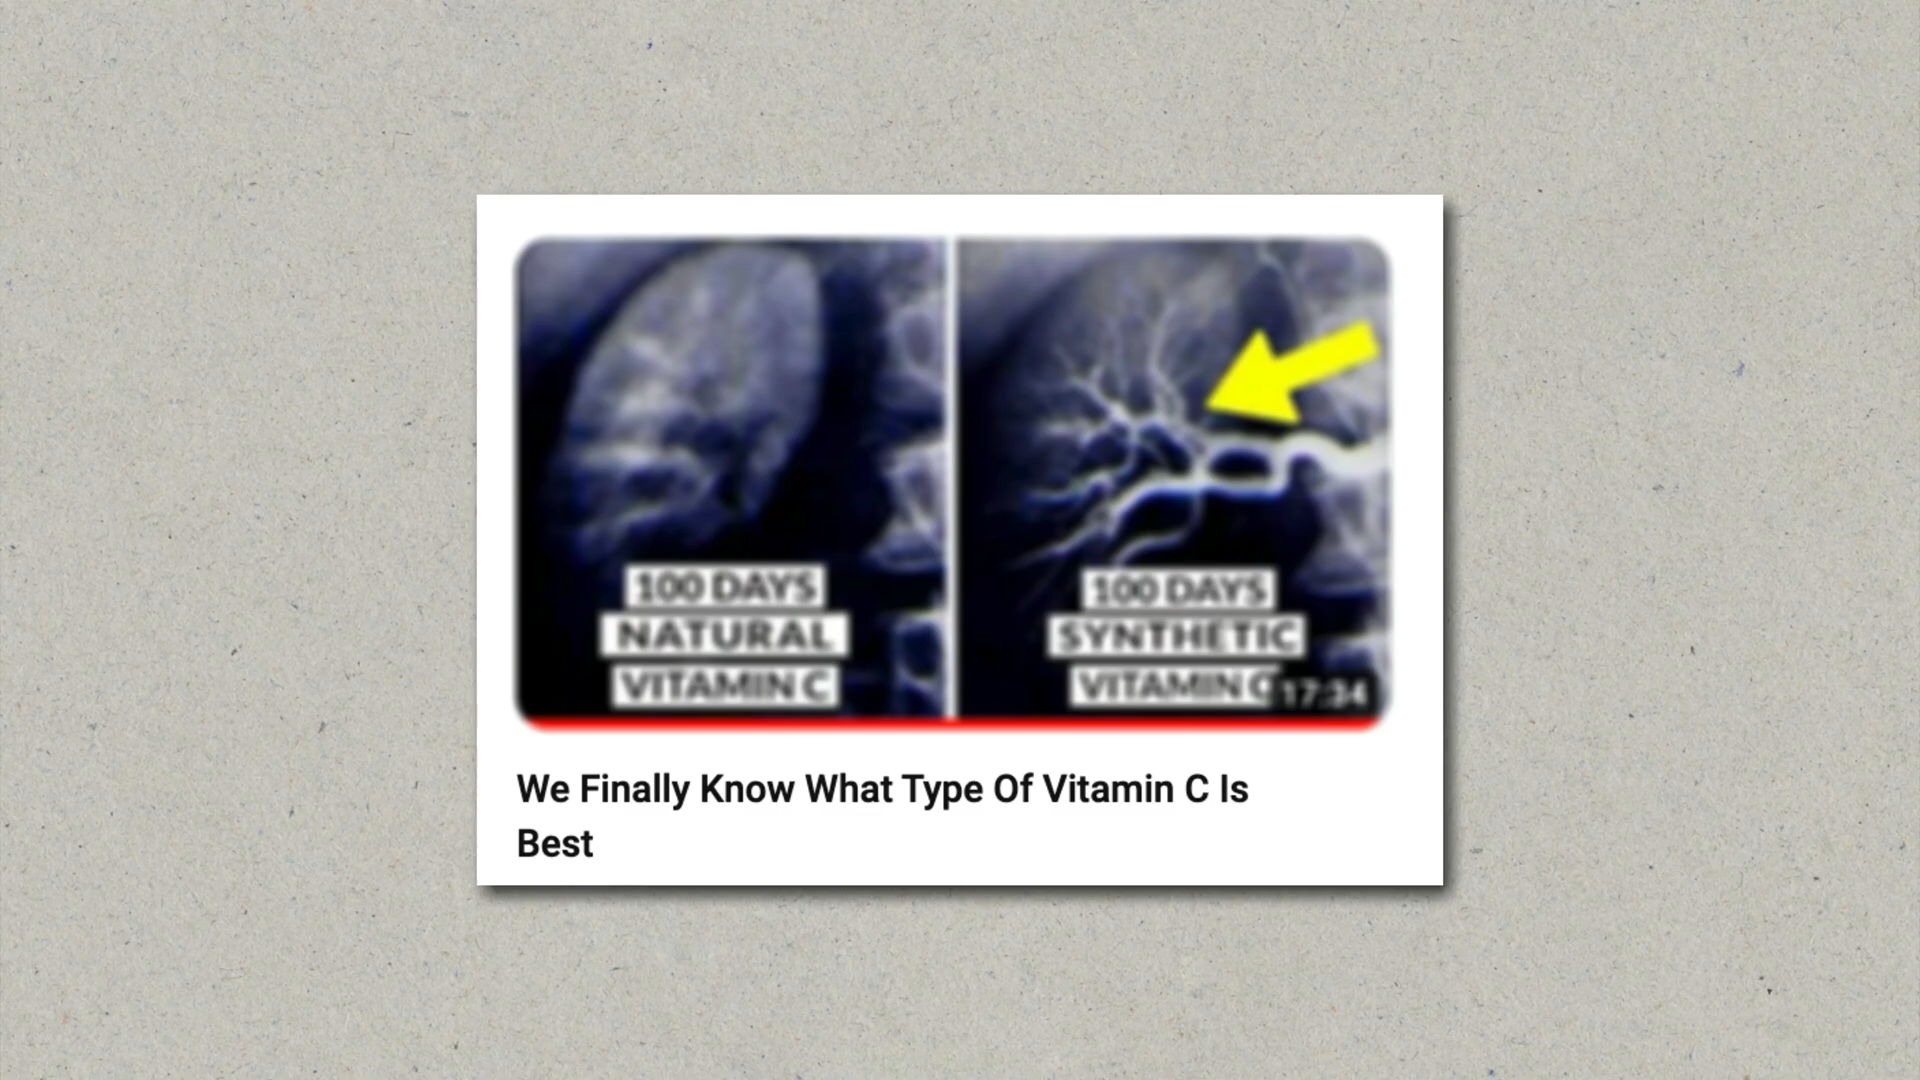 100 DAYS
NATURAL
VITAMIN C
100 DAYS
SYNTHETIC
VITAMIN C
17:34
We Finally Know What Type Of Vitamin C Is
Best